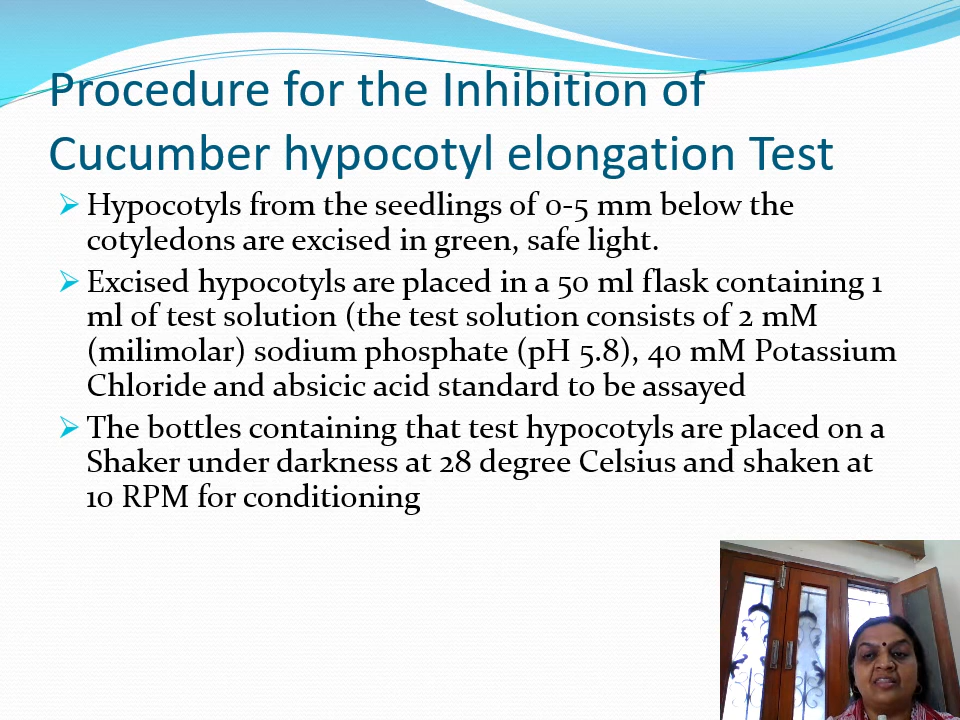 Procedure for the Inhibition of
Cucumber hypocotyl elongation Test
Hypocotyls from the seedlings of 0-5 mm below the
cotyledons are excised in green, safe light.
Excised hypocotyls are placed in a 50 ml flask containing 1
ml of test solution (the test solution consists of 2 mM
(milimolar) sodium phosphate (pH 5.8), 40 mM Potassium
Chloride and absicic acid standard to be assayed
The bottles containing that test hypocotyls are placed on a
Shaker under darkness at 28 degree Celsius and shaken at
10 RPM for conditioning